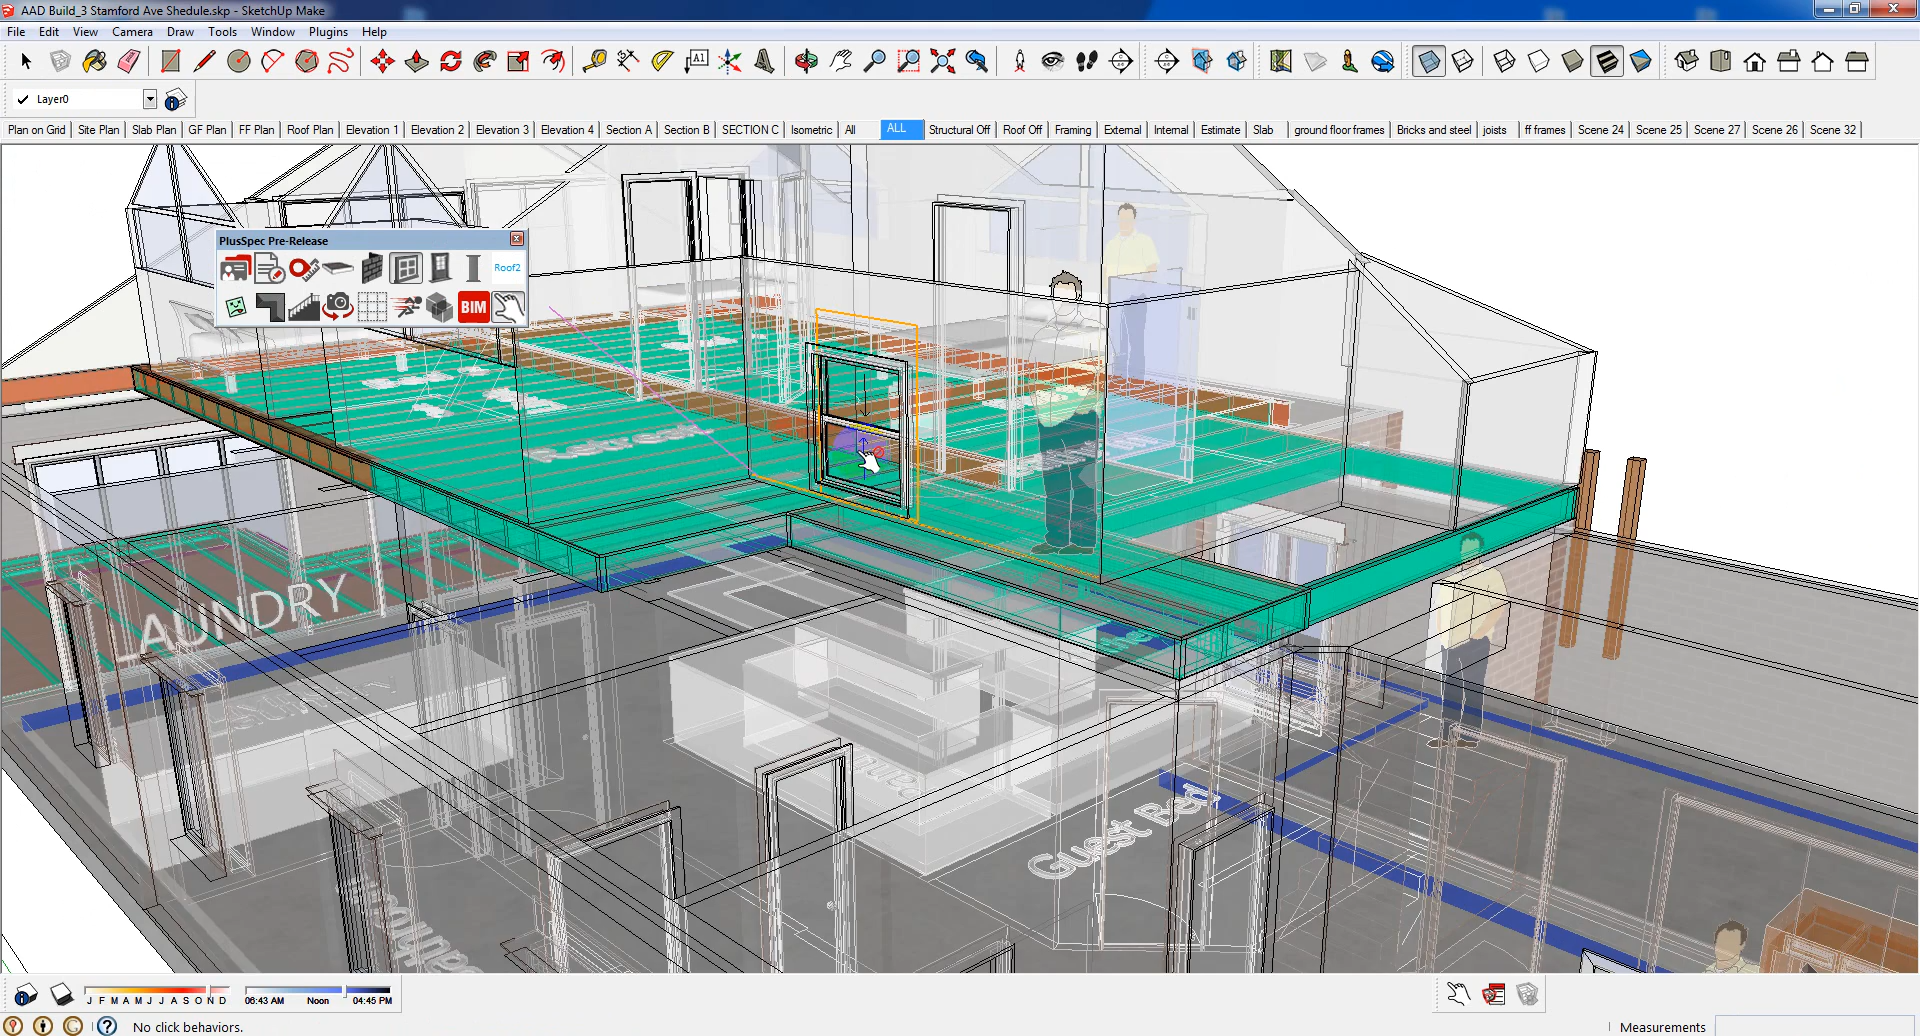 AAD Build_3 Stamford Ave Shedule.skp - SketchUp Make
File Edit View Camera Draw Tools Window Plugins Help
A1
Layer0
Plan on Grid Site Plan Slab Plan GF Plan FF Plan Roof Plan Elevation 1 Elevation 2 Elevation 3 Elevation 4 Section A Section B SECTION C Isometric All ALL Structural Off Roof Off Framing External Internal Estimate Slab ground floor frames Bricks and steel joists ff frames Scene 24 Scene 25 Scene 27 Scene 26 Scene 32
PlusSpec Pre-Release
Roof2
BIM
Retreat
LAUNDRY
Guest Bed
J F M A M J J A S O N D
06:43 AM Noon 04:45 PM
No click behaviors.
Measurements